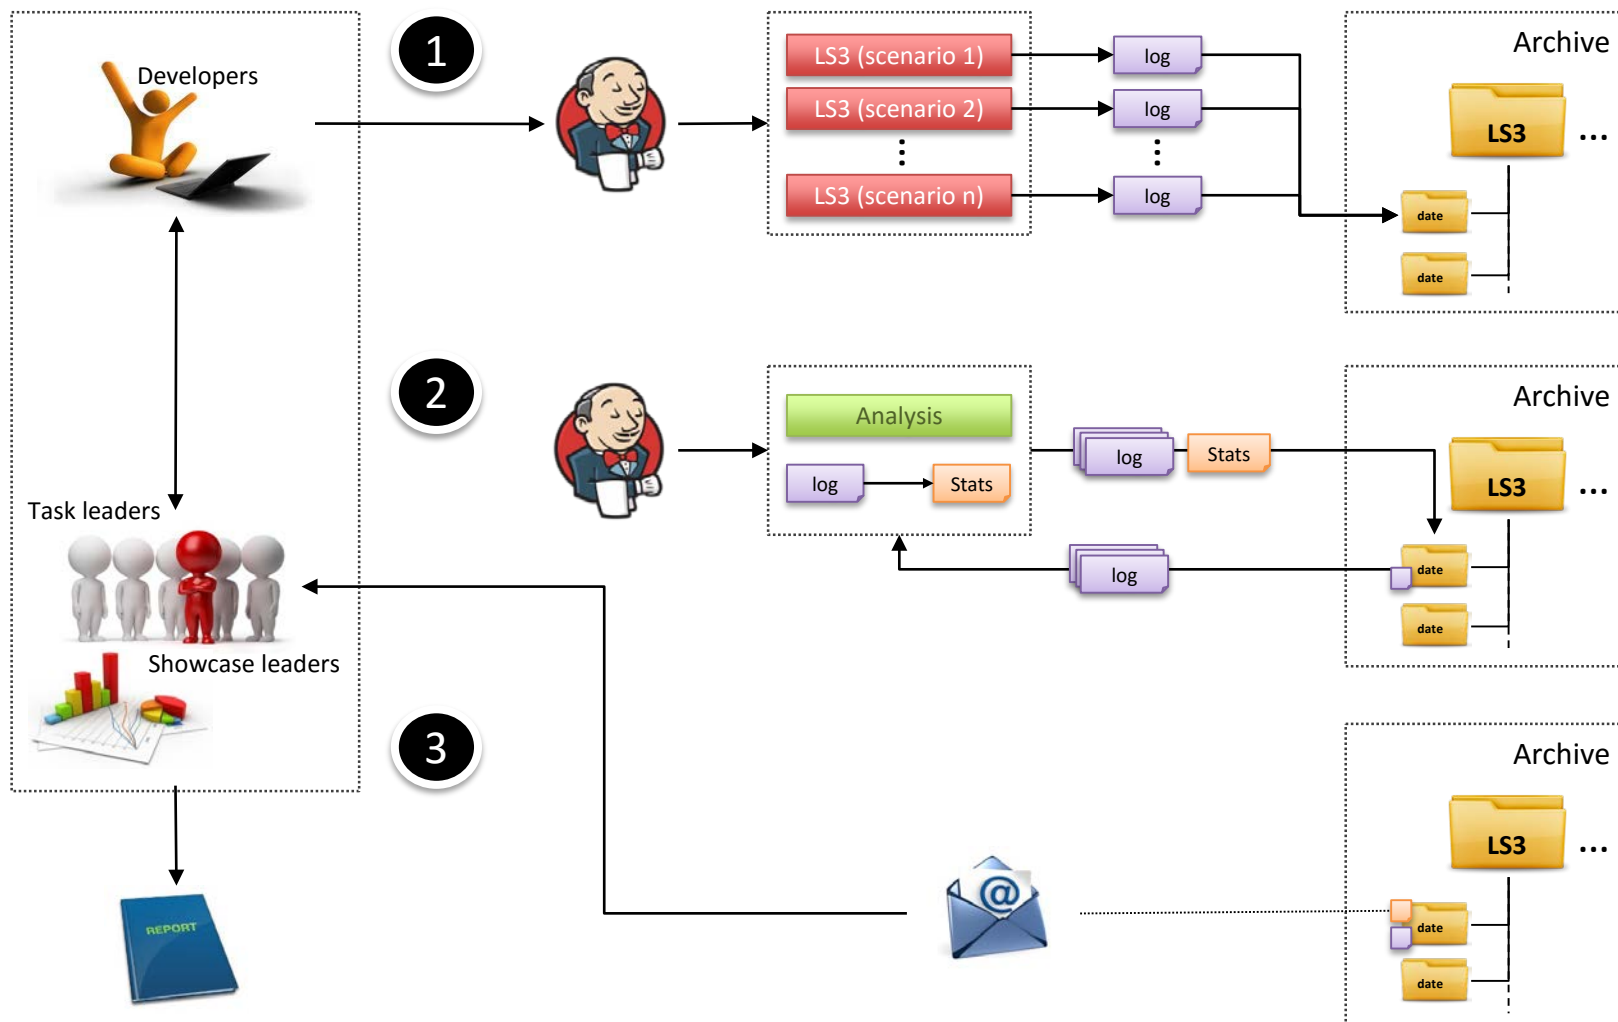 Developers
1
LS3 (scenario 1)
log
LS3 (scenario 2)
log
⋮
⋮
LS3 (scenario n)
log
Archive
LS3
...
date
date
2
Analysis
log
Stats
log
Stats
log
Archive
LS3
...
date
date
Task leaders
Showcase leaders
3
REPORT
@
Archive
LS3
...
date
date